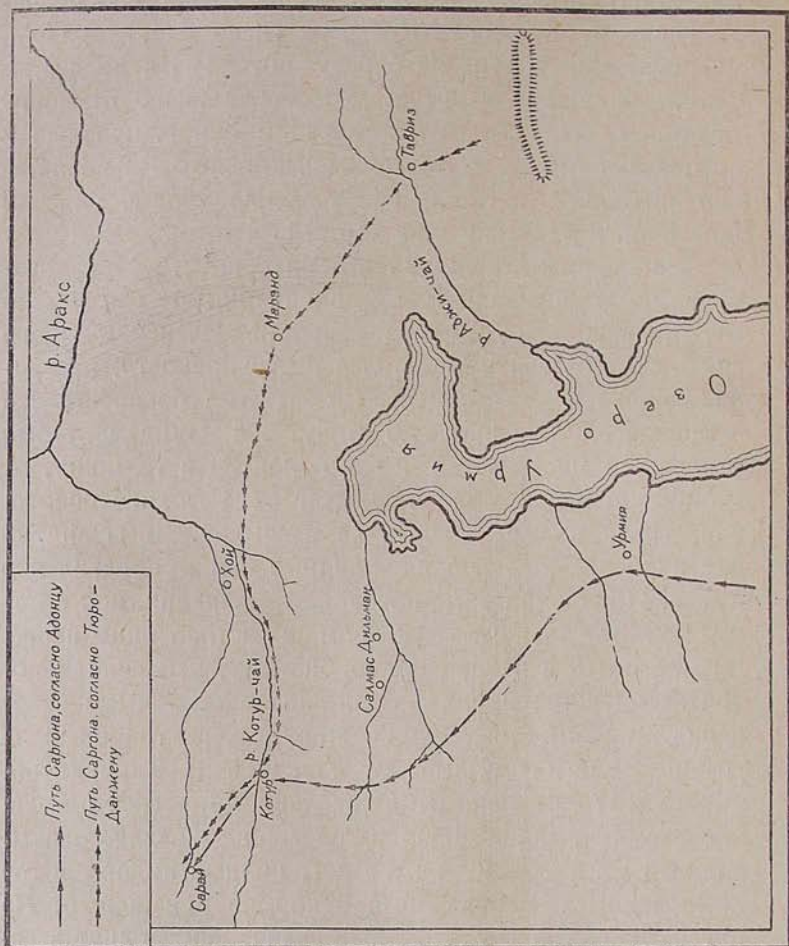 Путь Саргона, согласно Адонцу
Путь Саргона, согласно Тюро-
Данжену
р. Аракс
Сарай
р. Котур-чай
Котур
Хой
Маранд
Тавриз
р. Аджи-чай
Салмас
Дильман
Урмия
Озеро
Урмия